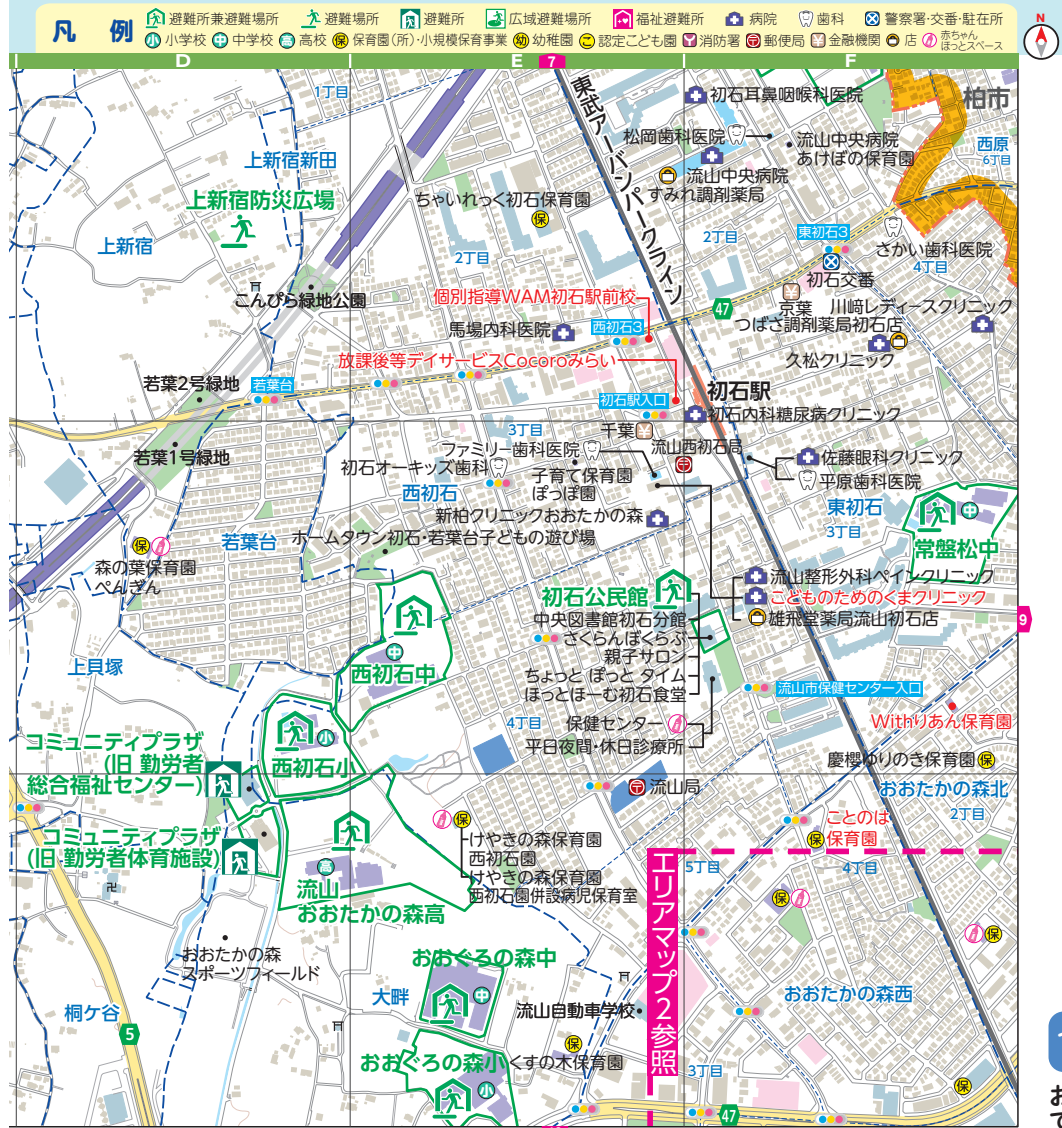 凡例
避難所兼避難場所 避難場所 避難所 広域避難場所 福祉避難所 病院 歯科 警察署・交番・駐在所
小 小学校 中 中学校 高 高校 保 保育園(所)・小規模保育事業 幼 幼稚園 こ 認定こども園 消防署 郵便局 金融機関 店 赤ちゃん
ほっとスペース
N
D
E
7
F
1丁目
上新宿新田
上新宿防災広場
上新宿
こんぴら緑地公園
東武アーバンパークライン
初石耳鼻咽喉科医院
柏市
松岡歯科医院
流山中央病院
あけぼの保育園
西原
6丁目
流山中央病院
すみれ調剤薬局
ちゃいれっく初石保育園
保
2丁目
2丁目
東初石3
さかい歯科医院
4丁目
初石交番
個別指導WAM初石駅前校
47
京葉
川﨑レディースクリニック
つばさ調剤薬局初石店
馬場内科医院
西初石3
久松クリニック
放課後等デイサービスCocoroみらい
若葉2号緑地
若葉台
初石駅入口
初石駅
初石内科糖尿病クリニック
3丁目
千葉
若葉1号緑地
ファミリー歯科医院
流山西初石局
初石オーキッズ歯科
子育て保育園
ぽっぽ園
佐藤眼科クリニック
平原歯科医院
西初石
新柏クリニックおおたかの森
東初石
3丁目
中
常盤松中
若葉台
ホームタウン初石・若葉台子どもの遊び場
保
森の葉保育園
ぺんぎん
初石公民館
流山整形外科ペインクリニック
こどものためのくまクリニック
雄飛堂薬局流山初石店
中央図書館初石分館
さくらんぼくらぶ
親子サロン
ちょっと ぽっと タイム
ほっとほーむ初石食堂
9
中
西初石中
上貝塚
流山市保健センター入口
4丁目
保健センター
平日夜間・休日診療所
Withりあん保育園
小
西初石小
コミュニティプラザ
(旧 勤労者
総合福祉センター)
慶櫻ゆりのき保育園
保
流山局
おおたかの森北
2丁目
コミュニティプラザ
(旧 勤労者体育施設)
保
けやきの森保育園
西初石園
けやきの森保育園
西初石園併設病児保育室
ことのは
保育園
保
高
流山
おおたかの森高
エリアマップ2参照
5丁目
4丁目
保
保
おおたかの森
スポーツフィールド
おおぐろの森中
中
大畔
おおたかの森西
桐ケ谷
5
流山自動車学校
保
おおぐろの森小
小
くすの木保育園
3丁目
保
47
お
て